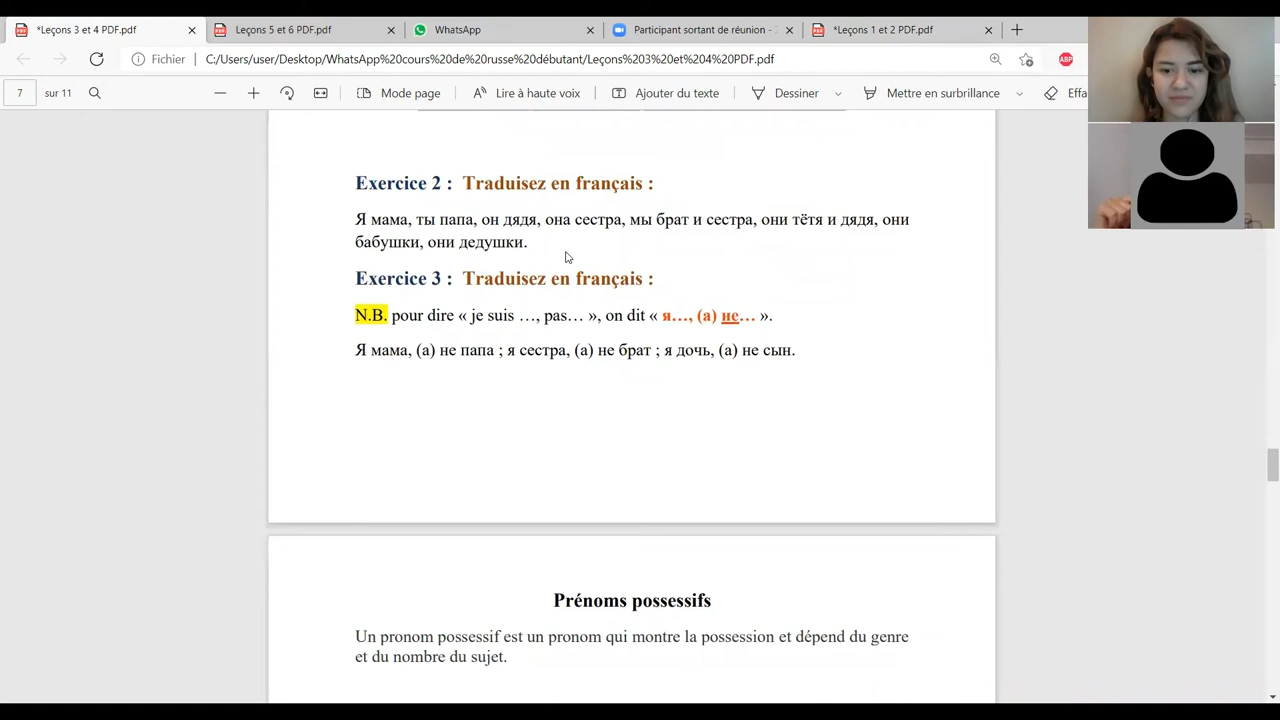 *Leçons 3 et 4 PDF.pdf
Leçons 5 et 6 PDF.pdf
WhatsApp
Participant sortant de réunion -
*Leçons 1 et 2 PDF.pdf
Fichier
C:/Users/user/Desktop/WhatsApp%20cours%20de%20russe%20débutant/Leçons%203%20et%204%20PDF.pdf
ABP
7 sur 11
Mode page
Lire à haute voix
Ajouter du texte
Dessiner
Mettre en surbrillance
Effa
Exercice 2 : Traduisez en français :
Я мама, ты папа, он дядя, она сестра, мы брат и сестра, они тётя и дядя, они
бабушки, они дедушки.
Exercice 3 : Traduisez en français :
N.B. pour dire « je suis …, pas… », on dit « я…, (а) не… ».
Я мама, (а) не папа ; я сестра, (а) не брат ; я дочь, (а) не сын.
Prénoms possessifs
Un pronom possessif est un pronom qui montre la possession et dépend du genre
et du nombre du sujet.